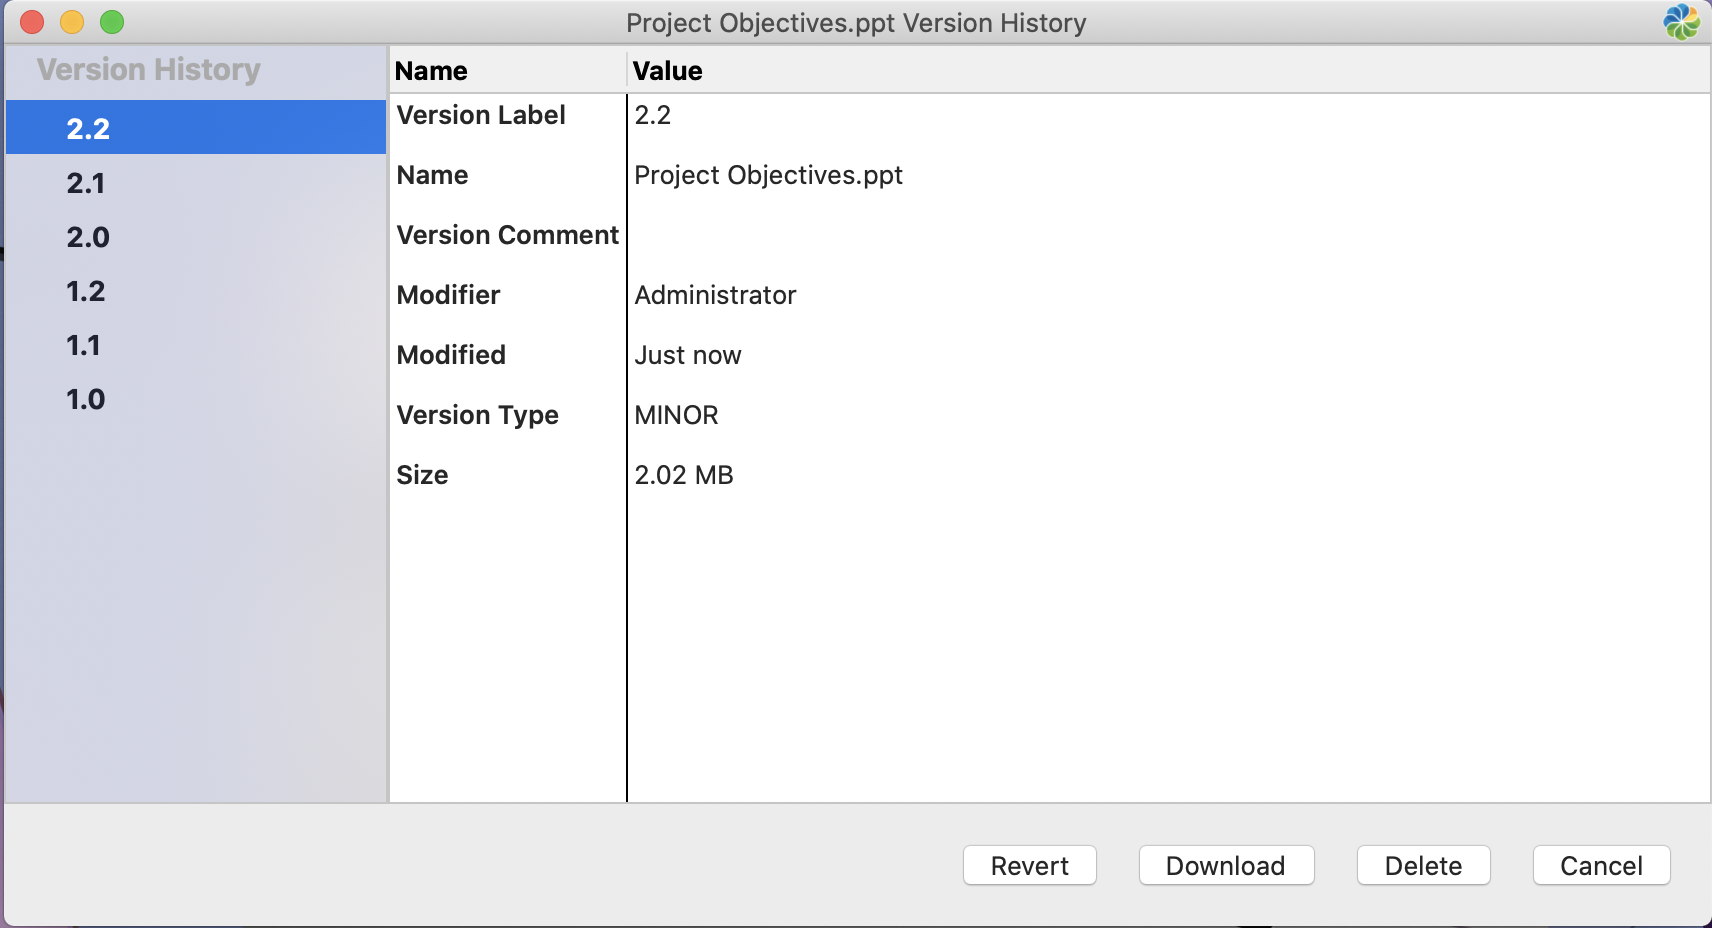 Project Objectives.ppt Version History
Version History
2.2
2.1
2.0
1.2
1.1
1.0
Name Value
Version Label 2.2
Name Project Objectives.ppt
Version Comment
Modifier Administrator
Modified Just now
Version Type MINOR
Size 2.02 MB
Revert Download Delete Cancel